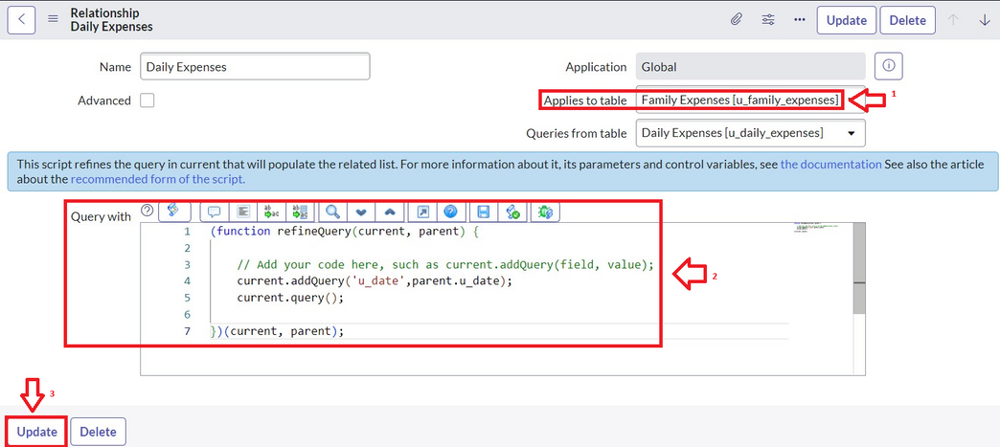 Relationship
Daily Expenses
Update
Delete
Name
Daily Expenses
Application
Global
Advanced
Applies to table
Family Expenses [u_family_expenses]
1
Queries from table
Daily Expenses [u_daily_expenses]
This script refines the query in current that will populate the related list. For more information about it, its parameters and control variables, see the documentation See also the article
about the recommended form of the script.
Query with
1 (function refineQuery(current, parent) {
2
3 // Add your code here, such as current.addQuery(field, value);
4 current.addQuery('u_date',parent.u_date);
5 current.query();
6
7 })(current, parent);
2
3
Update
Delete